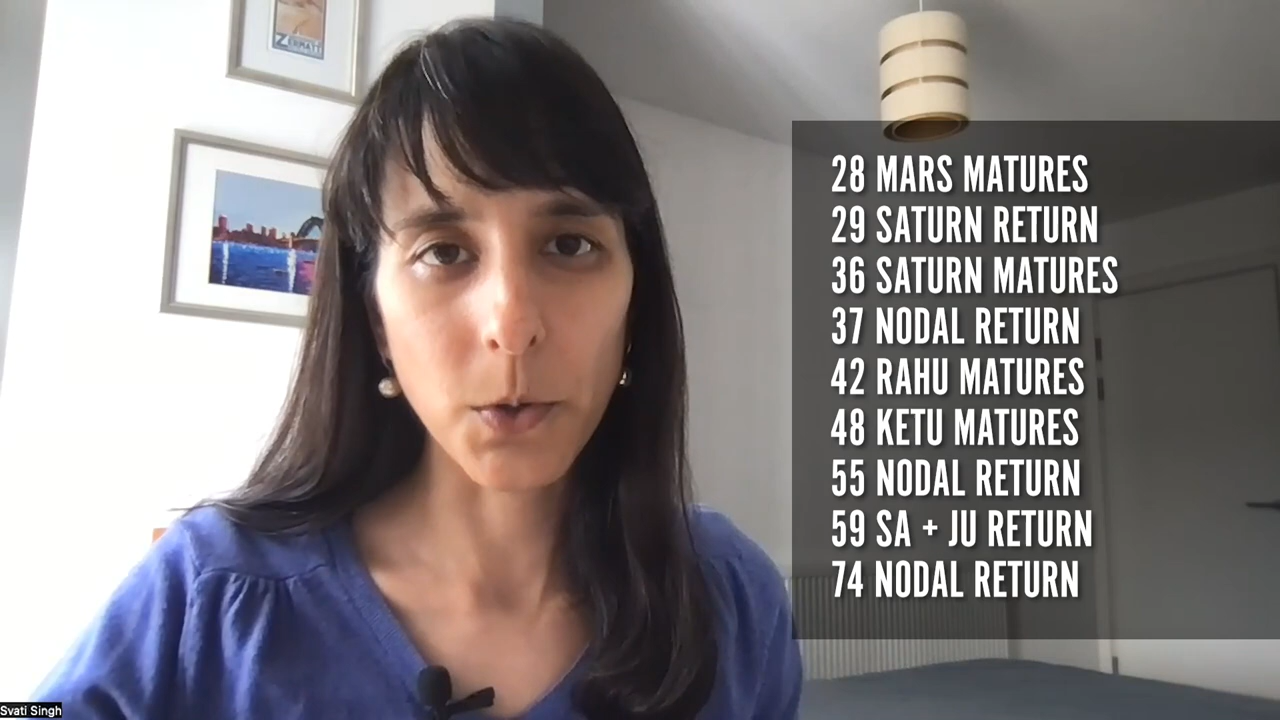 ZERMATT
28 MARS MATURES
29 SATURN RETURN
36 SATURN MATURES
37 NODAL RETURN
42 RAHU MATURES
48 KETU MATURES
55 NODAL RETURN
59 SA + JU RETURN
74 NODAL RETURN
Svati Singh